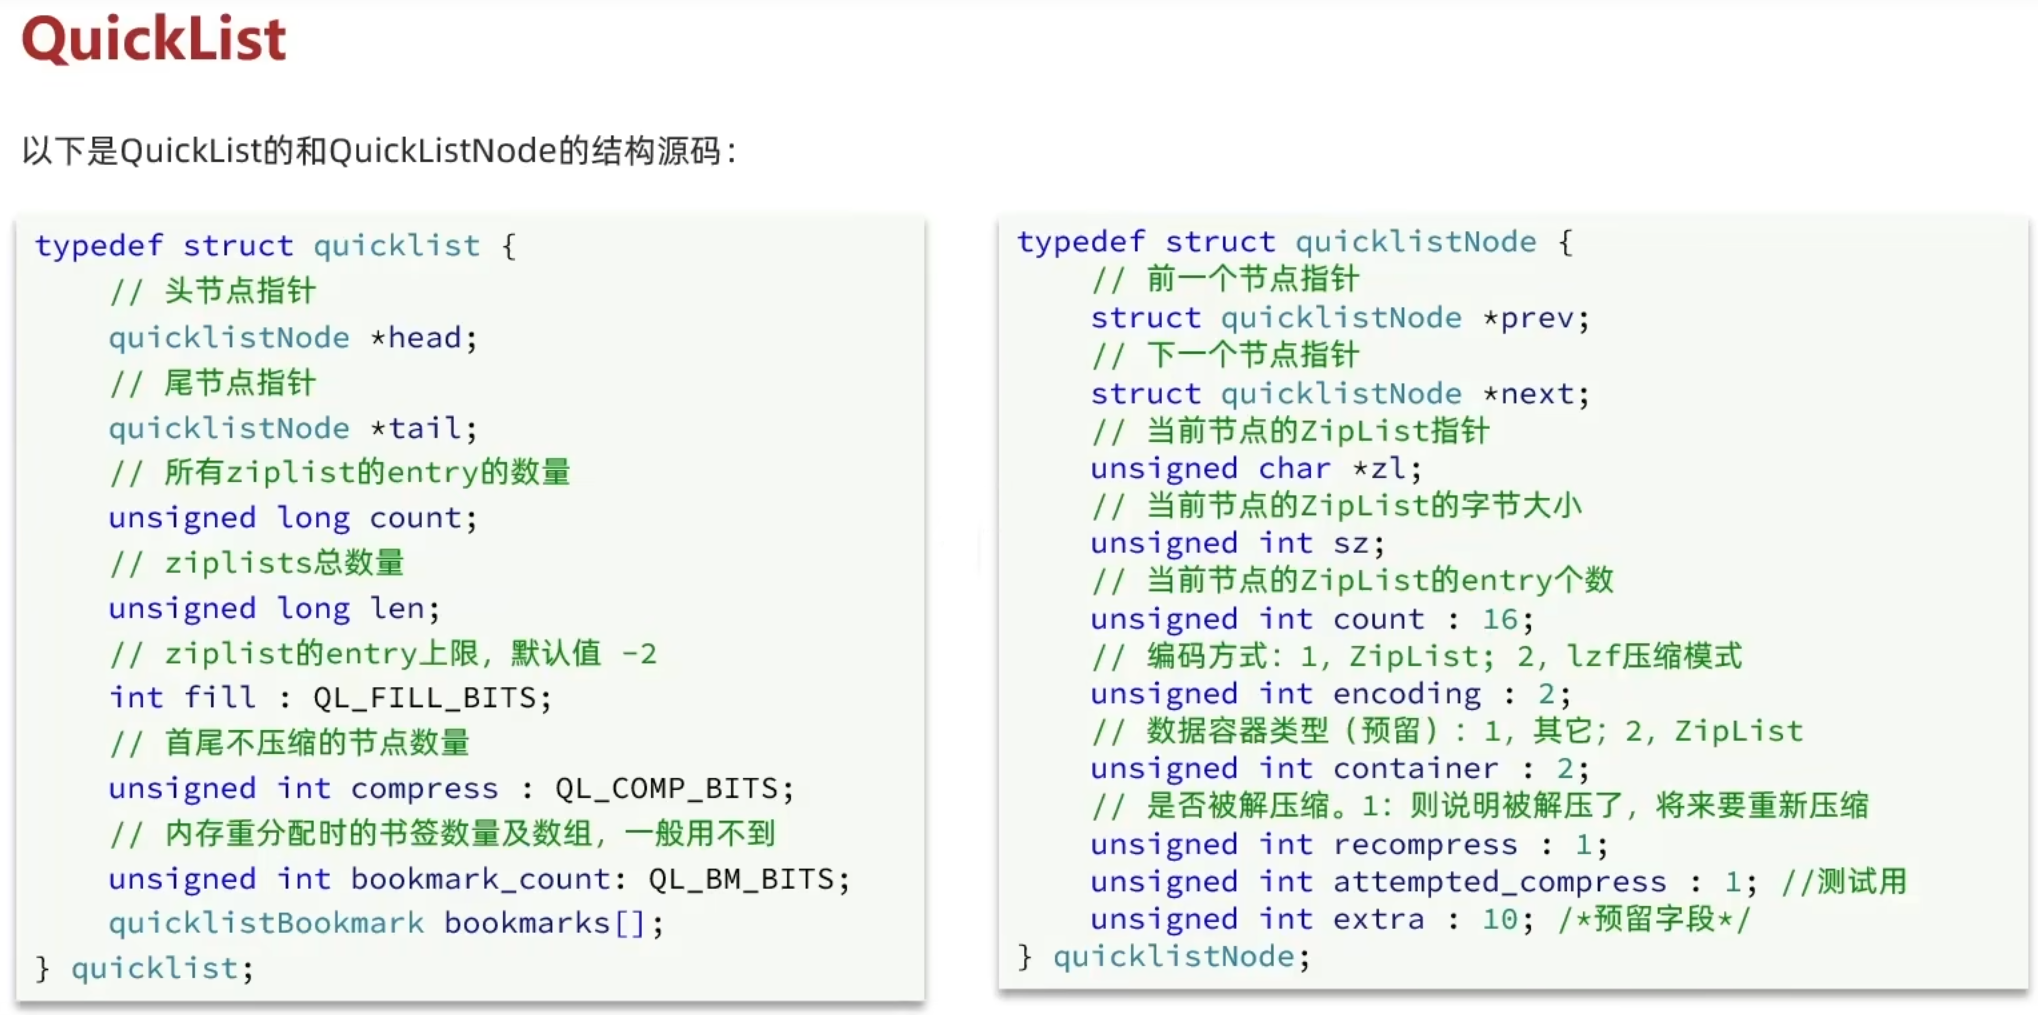 QuickList
以下是QuickList的和QuickListNode的结构源码：
typedef struct quicklist {
// 头节点指针
quicklistNode *head;
// 尾节点指针
quicklistNode *tail;
// 所有ziplist的entry的数量
unsigned long count;
// ziplists总数量
unsigned long len;
// ziplist的entry上限，默认值 -2
int fill : QL_FILL_BITS;
// 首尾不压缩的节点数量
unsigned int compress : QL_COMP_BITS;
// 内存重分配时的书签数量及数组，一般用不到
unsigned int bookmark_count: QL_BM_BITS;
quicklistBookmark bookmarks[];
} quicklist;
typedef struct quicklistNode {
// 前一个节点指针
struct quicklistNode *prev;
// 下一个节点指针
struct quicklistNode *next;
// 当前节点的ZipList指针
unsigned char *zl;
// 当前节点的ZipList的字节大小
unsigned int sz;
// 当前节点的ZipList的entry个数
unsigned int count : 16;
// 编码方式：1，ZipList; 2，lzf压缩模式
unsigned int encoding : 2;
// 数据容器类型（预留）：1，其它；2，ZipList
unsigned int container : 2;
// 是否被解压缩。1：则说明被解压了，将来要重新压缩
unsigned int recompress : 1;
unsigned int attempted_compress : 1; //测试用
unsigned int extra : 10; /*预留字段*/
} quicklistNode;